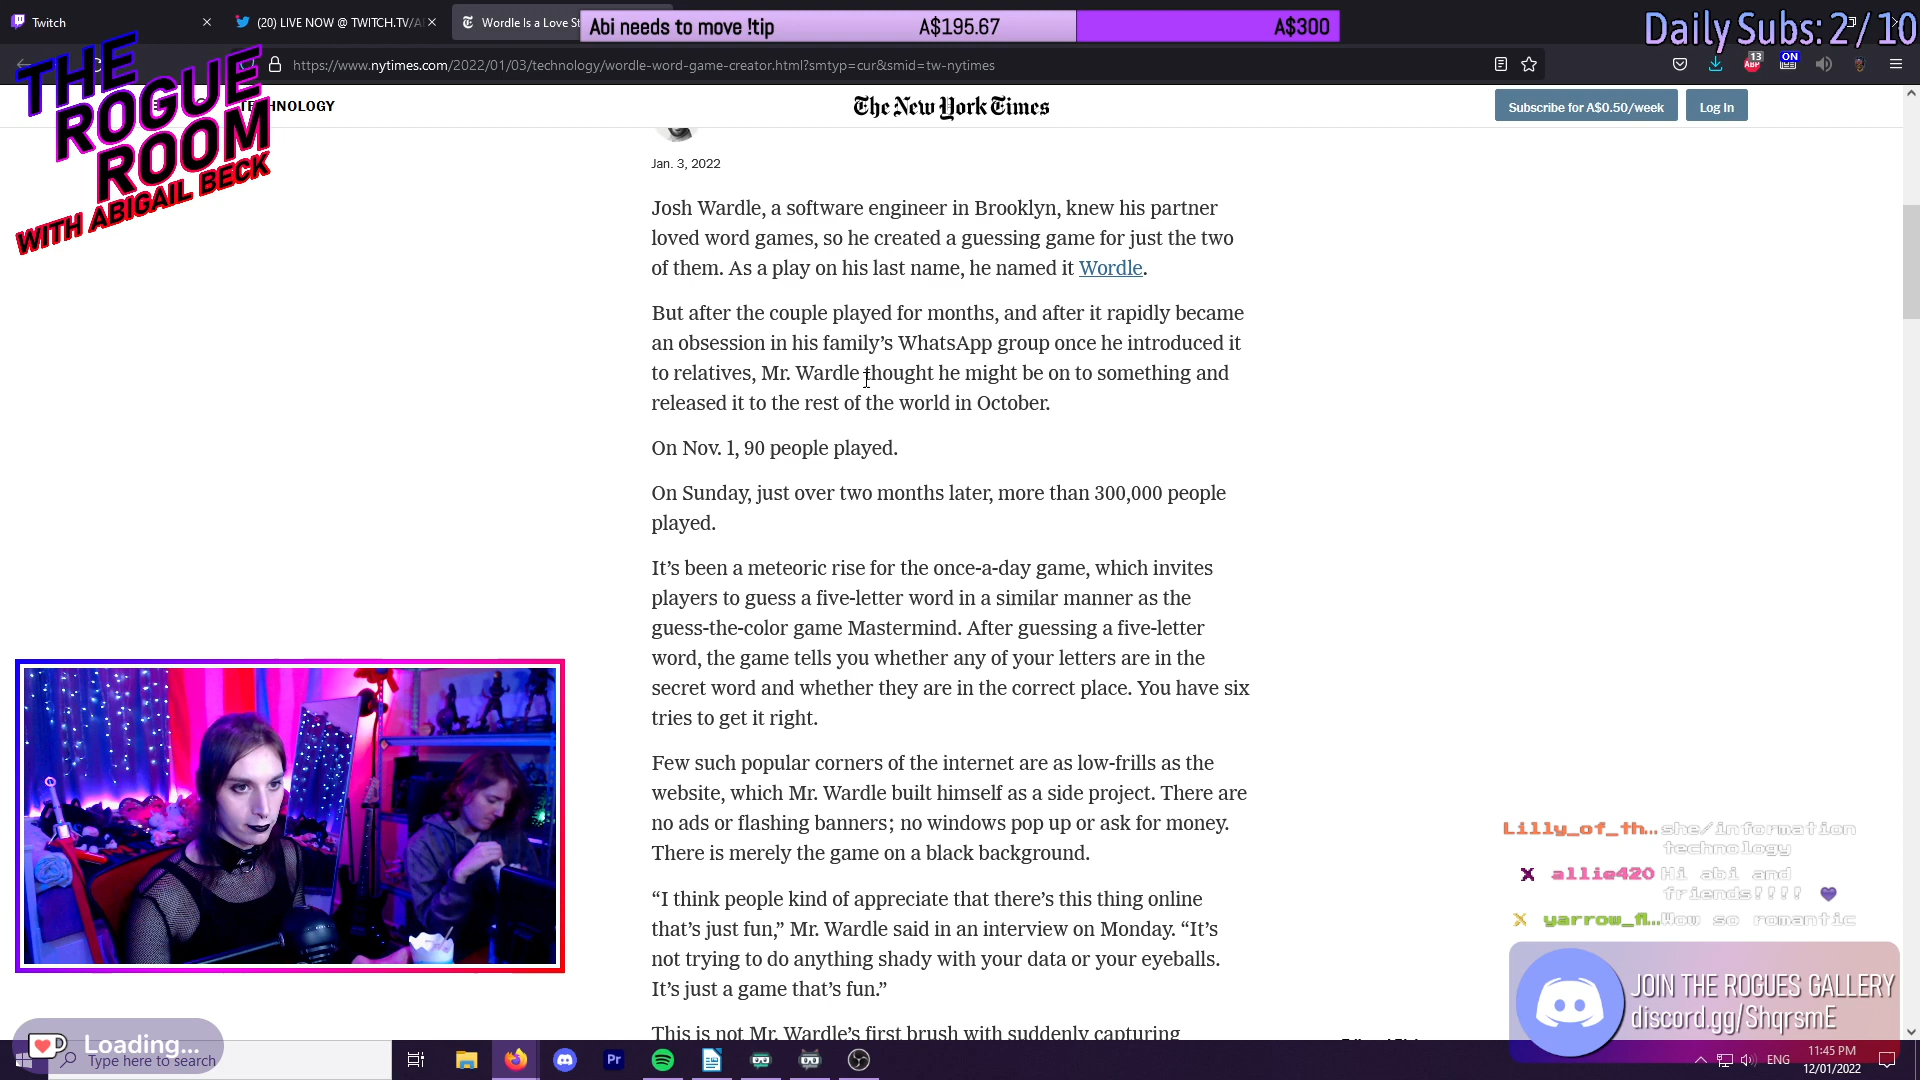 Twitch
(20) LIVE NOW @ TWITCH.TV/A
Wordle Is a Love St
Abi needs to move !tip
A$195.67
A$300
Daily Subs: 2/10
THE
ROGUE
ROOM
WITH ABIGAIL BECK
https://www.nytimes.com/2022/01/03/technology/wordle-word-game-creator.html?smtyp=cur&smid=tw-nytimes
13
ABP
ON
The New York Times
Subscribe for A$0.50/week
Log In
Jan. 3, 2022
Josh Wardle, a software engineer in Brooklyn, knew his partner
loved word games, so he created a guessing game for just the two
of them. As a play on his last name, he named it Wordle.
But after the couple played for months, and after it rapidly became
an obsession in his family’s WhatsApp group once he introduced it
to relatives, Mr. Wardle thought he might be on to something and
released it to the rest of the world in October.
On Nov. 1, 90 people played.
On Sunday, just over two months later, more than 300,000 people
played.
It’s been a meteoric rise for the once-a-day game, which invites
players to guess a five-letter word in a similar manner as the
guess-the-color game Mastermind. After guessing a five-letter
word, the game tells you whether any of your letters are in the
secret word and whether they are in the correct place. You have six
tries to get it right.
Few such popular corners of the internet are as low-frills as the
website, which Mr. Wardle built himself as a side project. There are
no ads or flashing banners; no windows pop up or ask for money.
There is merely the game on a black background.
“I think people kind of appreciate that there’s this thing online
that’s just fun,” Mr. Wardle said in an interview on Monday. “It’s
not trying to do anything shady with your data or your eyeballs.
It’s just a game that’s fun.”
This is not Mr. Wardle’s first brush with suddenly capturing
Lilly_of_th... she/information
technology
allie420 Hi abi and
friends!!!!
yarrow_fl... Wow so romantic
JOIN THE ROGUES GALLERY
discord.gg/ShqrsmE
Loading...
Type here to search
Pr
ENG
11:45 PM
12/01/2022